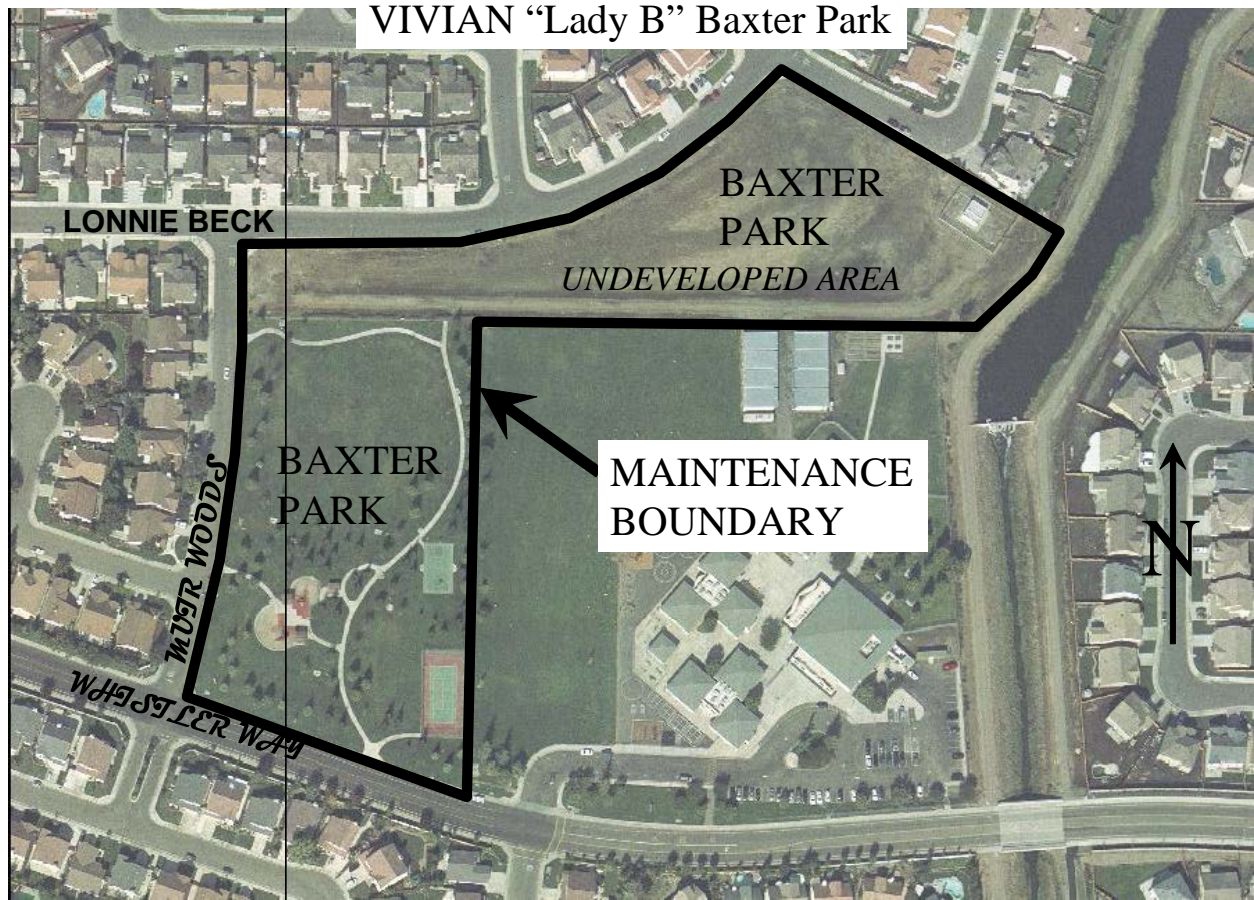 VIVIAN “Lady B” Baxter Park
BAXTER
PARK
UNDEVELOPED AREA
LONNIE BECK
BAXTER
PARK
MAINTENANCE
BOUNDARY
MUIR WOODS
WHISTLER WAY
N